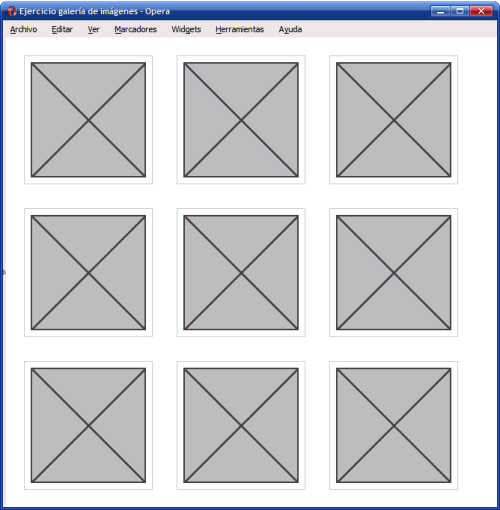 Ejercicio galería de imágenes - Opera
Archivo Editar Ver Marcadores Widgets Herramientas Ayuda